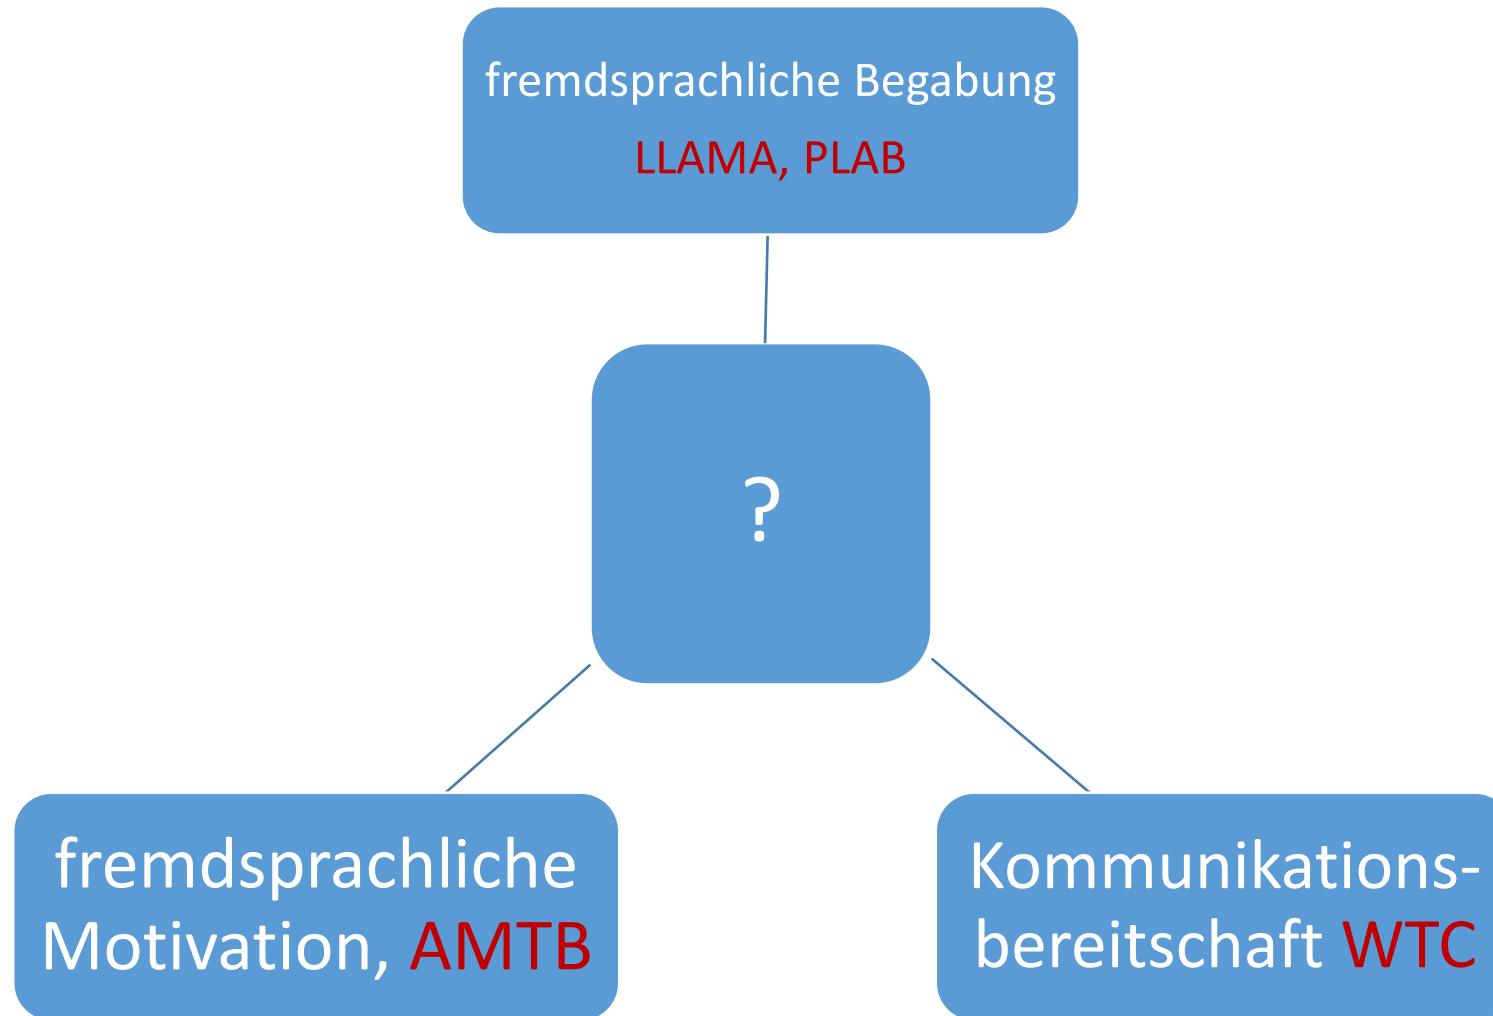 fremdsprachliche Begabung
LLAMA, PLAB
?
fremdsprachliche
Motivation, AMTB
Kommunikations-
bereitschaft WTC